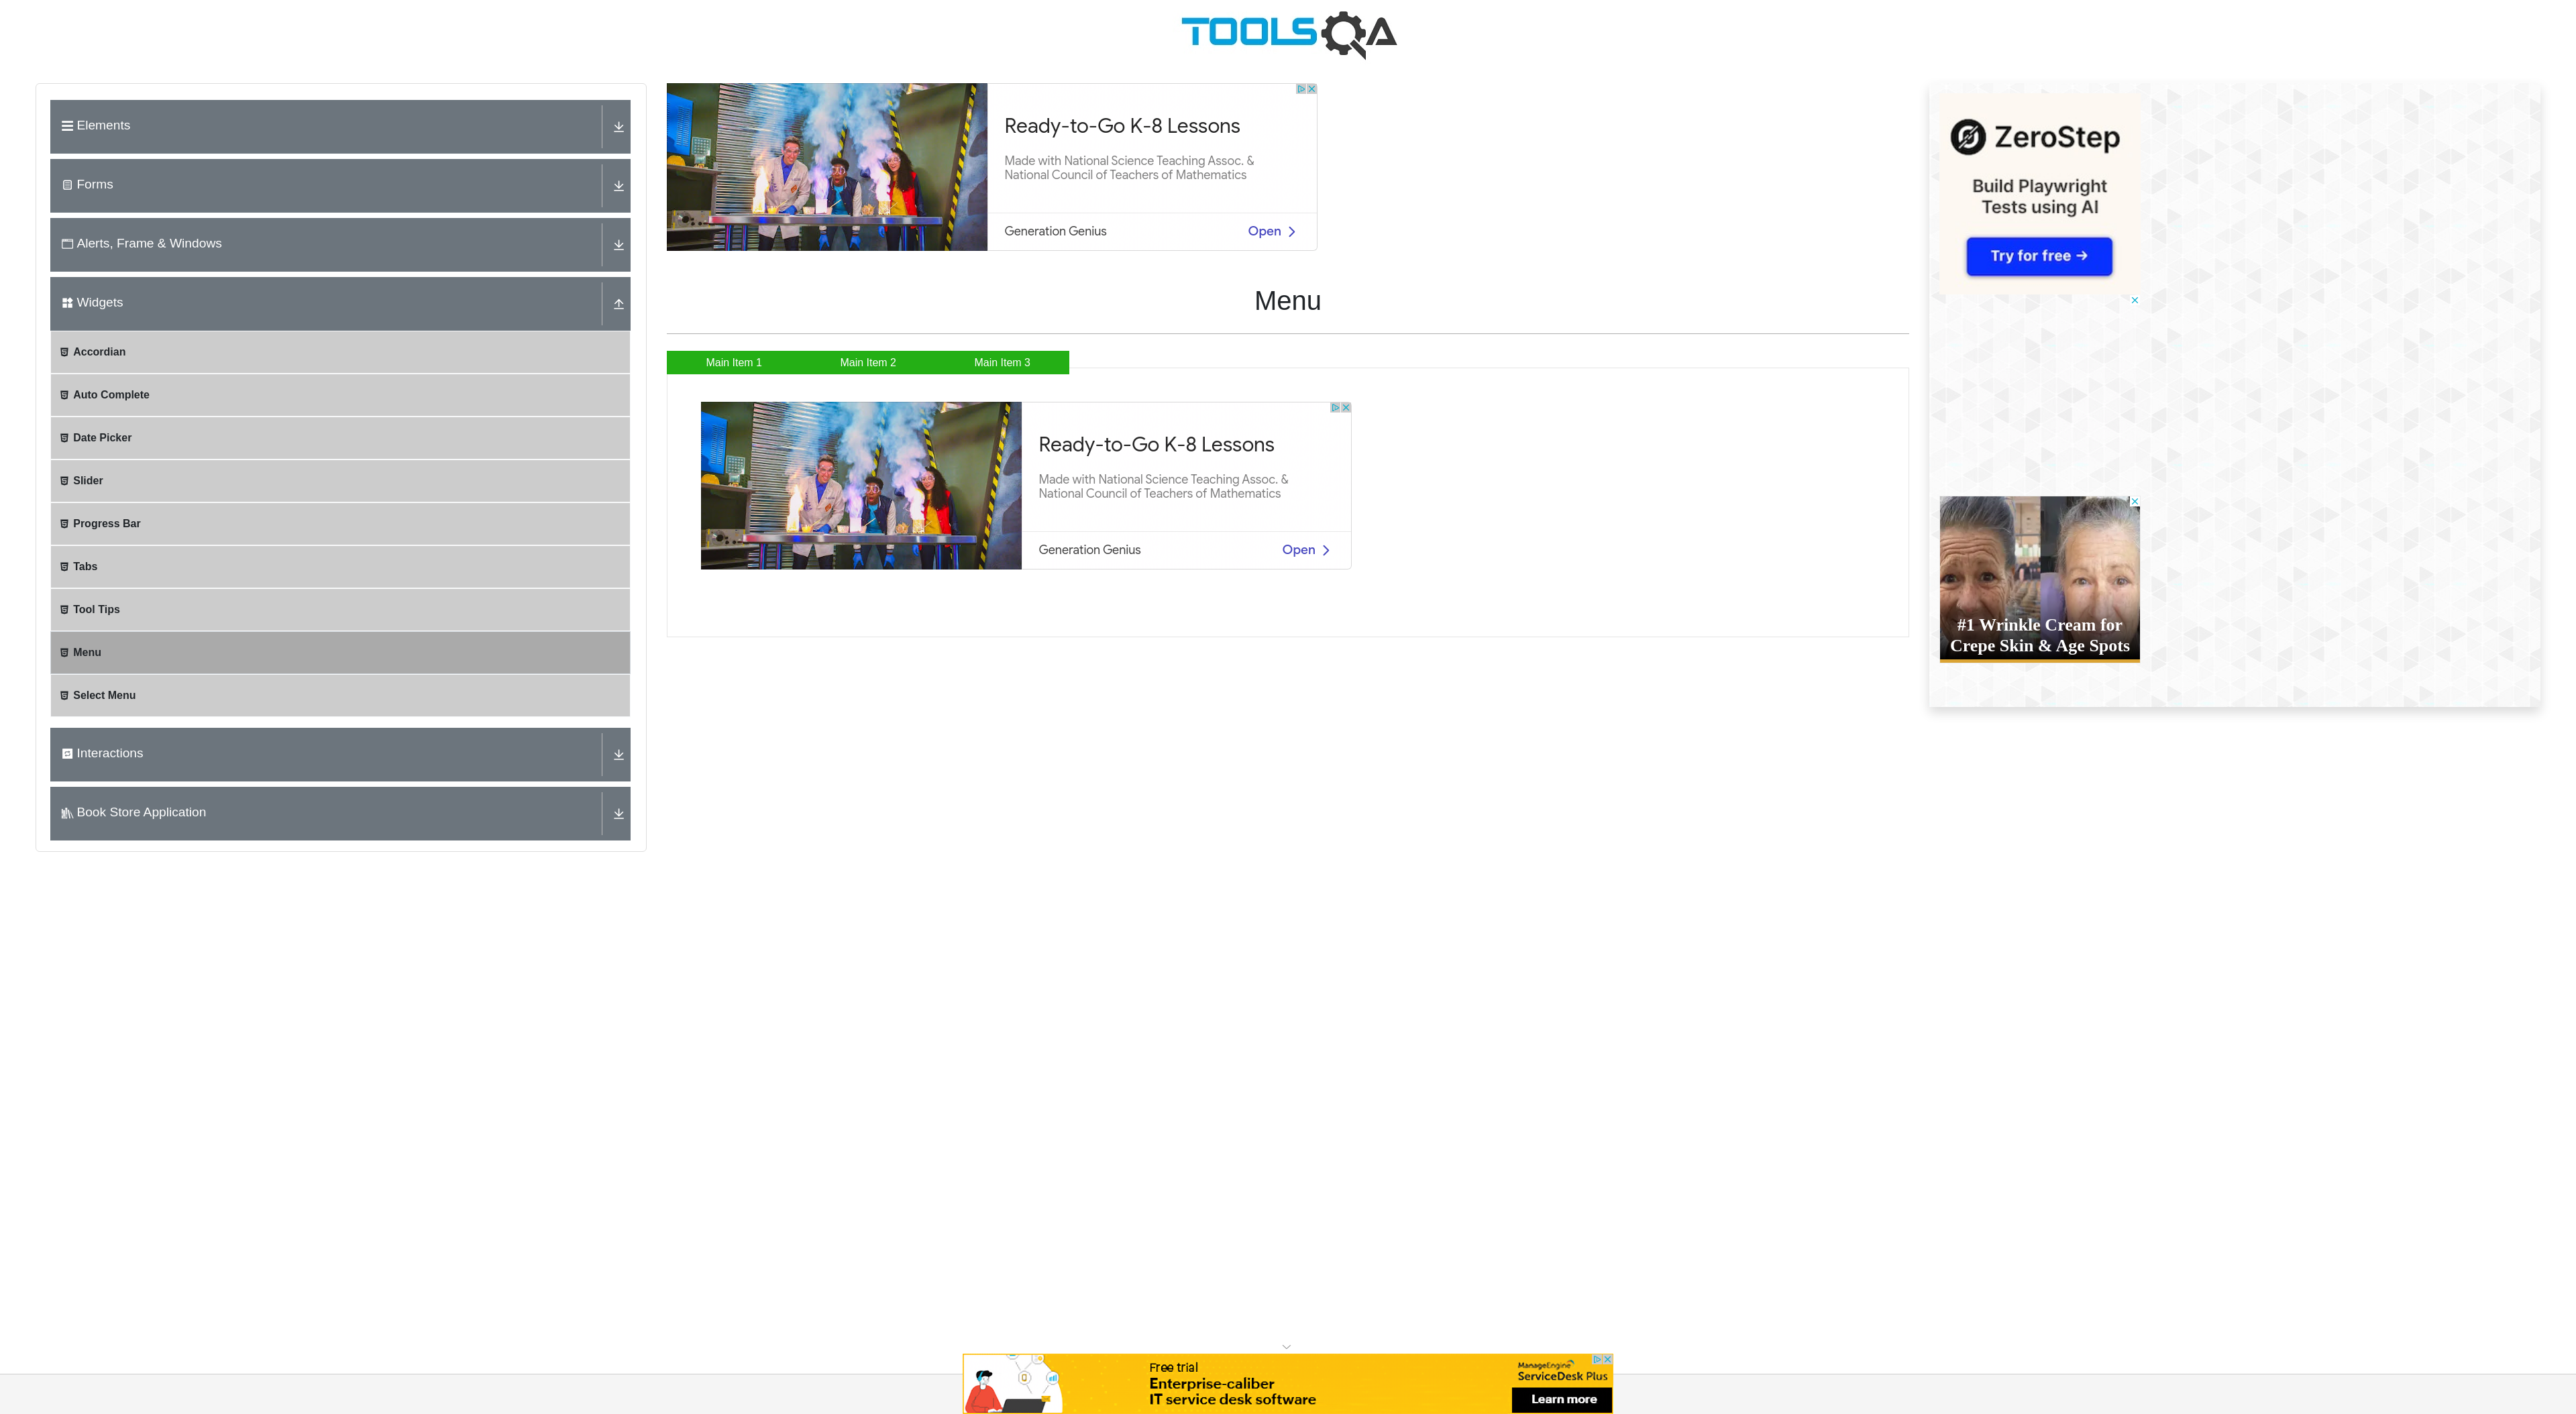 TOOLSQA
Elements
Forms
Alerts, Frame & Windows
Widgets
Accordian
Auto Complete
Date Picker
Slider
Progress Bar
Tabs
Tool Tips
Menu
Select Menu
Interactions
Book Store Application
Ready-to-Go K-8 Lessons
Made with National Science Teaching Assoc. &
National Council of Teachers of Mathematics
Generation Genius
Open
Menu
Main Item 1
Main Item 2
Main Item 3
Ready-to-Go K-8 Lessons
Made with National Science Teaching Assoc. &
National Council of Teachers of Mathematics
Generation Genius
Open
ZeroStep
Build Playwright
Tests using AI
Try for free →
#1 Wrinkle Cream for
Crepe Skin & Age Spots
Free trial
Enterprise-caliber
IT service desk software
ManageEngine
ServiceDesk Plus
Learn more